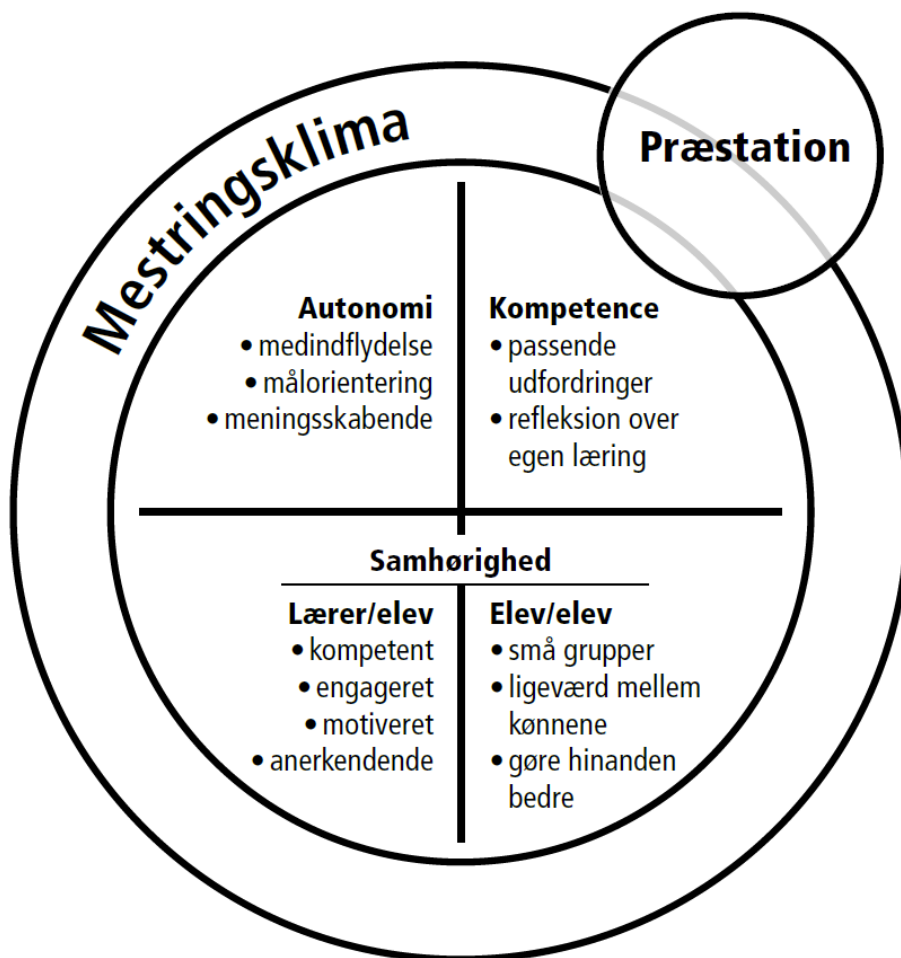 Mestringsklima
Præstation
Autonomi
• medindflydelse
• målorientering
• meningsskabende
Kompetence
• passende
udfordringer
• refleksion over
egen læring
Samhørighed
Lærer/elev
• kompetent
• engageret
• motiveret
• anerkendende
Elev/elev
• små grupper
• ligeværd mellem
kønnene
• gøre hinanden
bedre